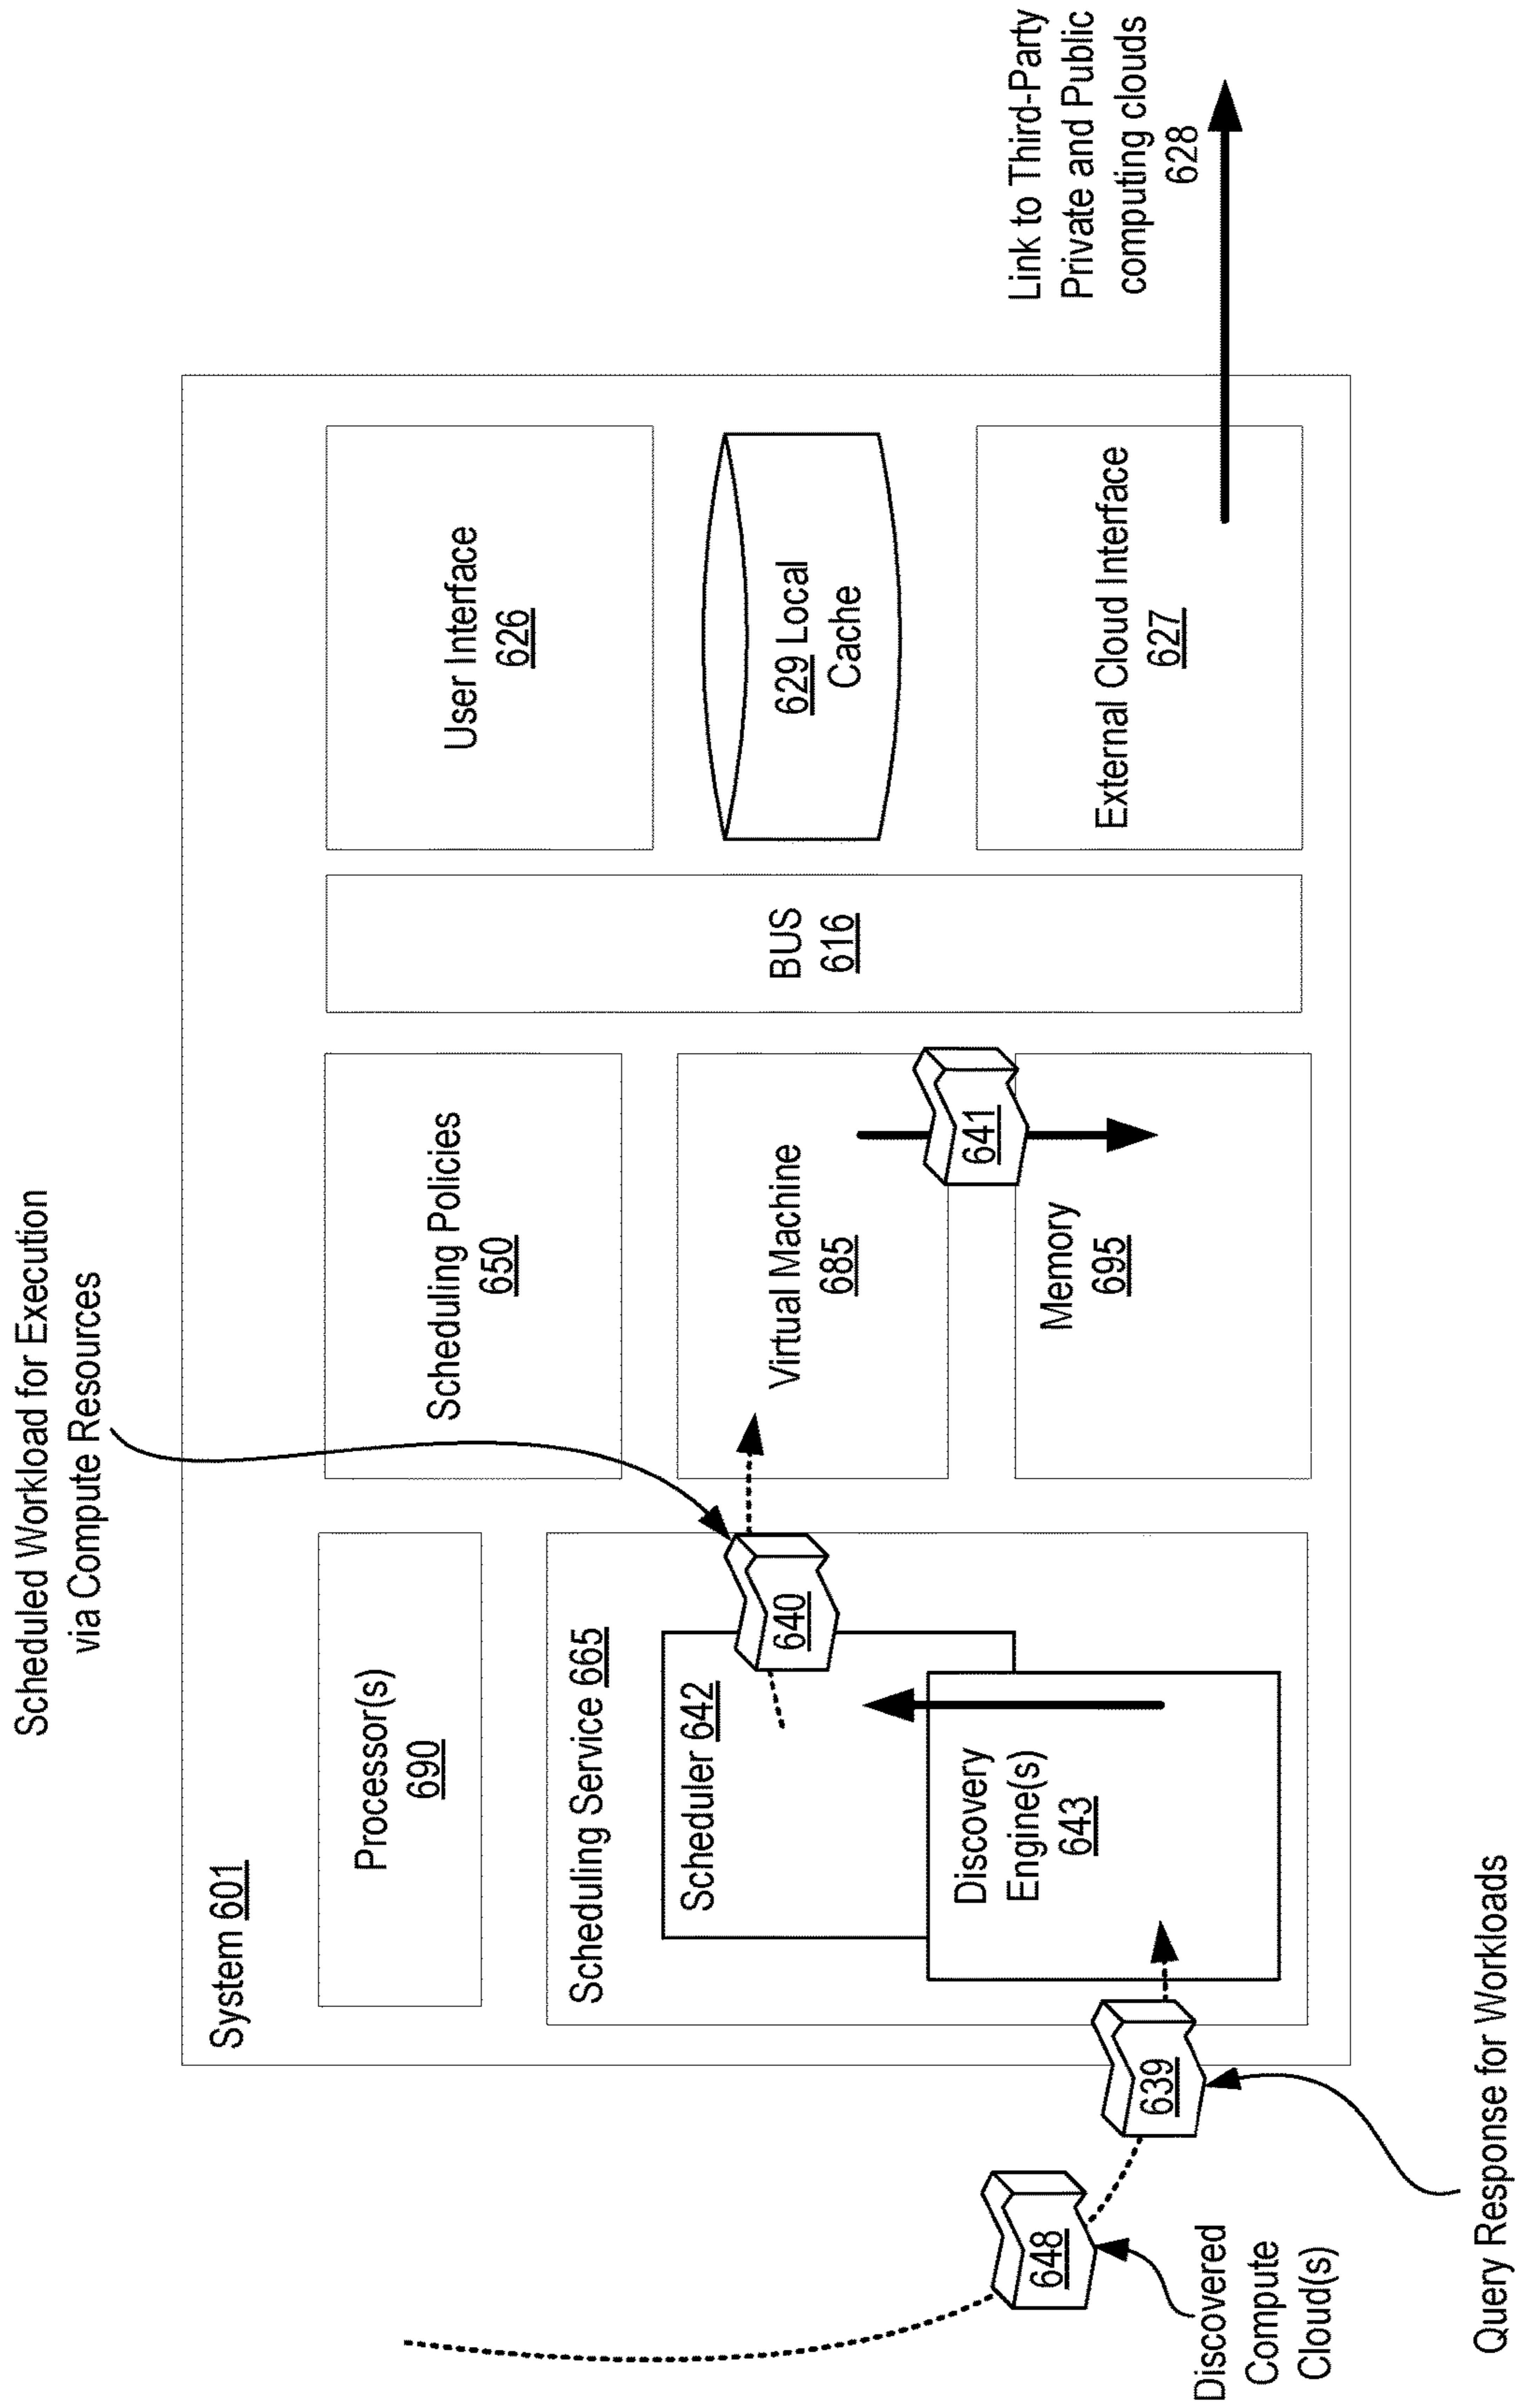 Scheduled Workload for Execution
via Compute Resources
System 601
Processor(s)
690
Scheduling Policies
650
User Interface
626
Scheduling Service 665
Scheduler 642
640
Virtual Machine
685
BUS
616
629 Local
Cache
Discovery
Engine(s)
643
641
Memory
695
External Cloud Interface
627
Link to Third-Party
Private and Public
computing clouds
628
648
639
Discovered
Compute
Cloud(s)
Query Response for Workloads